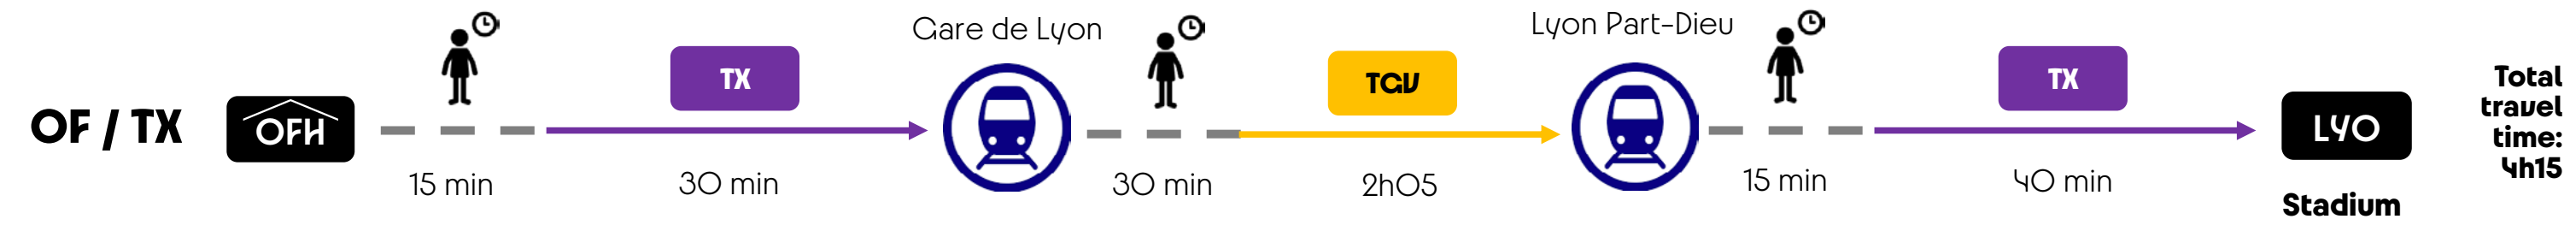 OF / TX
OFH
15 min
TX
30 min
Gare de Lyon
30 min
TGV
2h05
Lyon Part-Dieu
15 min
TX
40 min
LYO
Stadium
Total
travel
time:
4h15